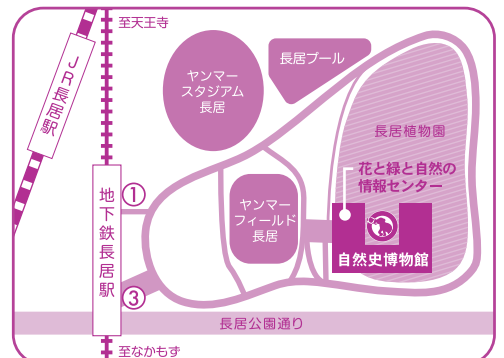 至天王寺
JR長居駅
ヤンマー
スタジアム
長居
長居プール
長居植物園
花と緑と自然の
情報センター
地下鉄長居駅
①
ヤンマー
フィールド
長居
自然史博物館
③
長居公園通り
至なかもず